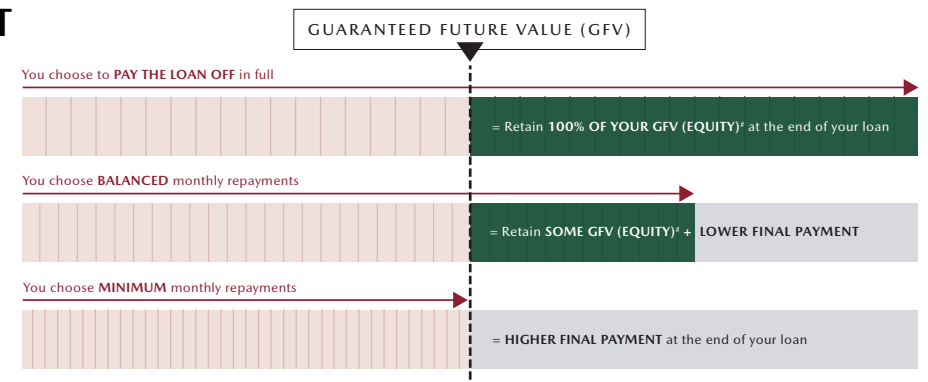 T
GUARANTEED FUTURE VALUE (GFV)
You choose to PAY THE LOAN OFF in full
= Retain 100% OF YOUR GFV (EQUITY)# at the end of your loan
You choose BALANCED monthly repayments
= Retain SOME GFV (EQUITY)# + LOWER FINAL PAYMENT
You choose MINIMUM monthly repayments
= HIGHER FINAL PAYMENT at the end of your loan